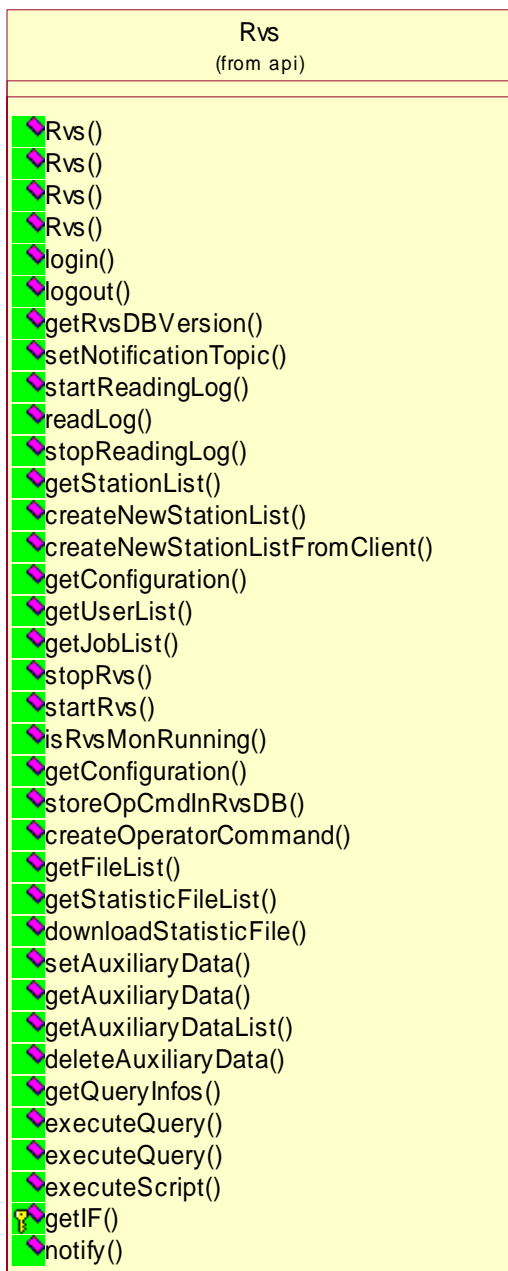 Rvs
(from api)
Rvs()
Rvs()
Rvs()
Rvs()
login()
logout()
getRvsDBVersion()
setNotificationTopic()
startReadingLog()
readLog()
stopReadingLog()
getStationList()
createNewStationList()
createNewStationListFromClient()
getConfiguration()
getUserList()
getJobList()
stopRvs()
startRvs()
isRvsMonRunning()
getConfiguration()
storeOpCmdInRvsDB()
createOperatorCommand()
getFileList()
getStatisticFileList()
downloadStatisticFile()
setAuxiliaryData()
getAuxiliaryData()
getAuxiliaryDataList()
deleteAuxiliaryData()
getQueryInfos()
executeQuery()
executeQuery()
executeScript()
getIF()
notify()